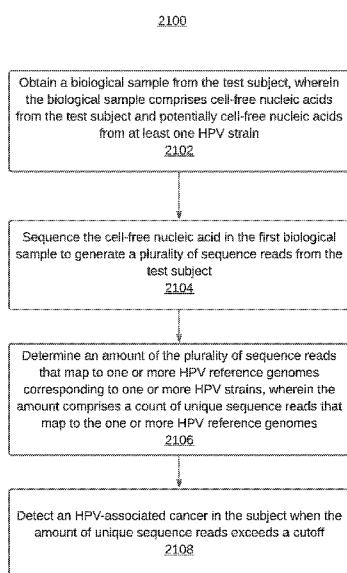 2100
Obtain a biological sample from the test subject, wherein
the biological sample comprises cell-free nucleic acids
from the test subject and potentially cell-free nucleic acids
from at least one HPV strain
2102
Sequence the cell-free nucleic acid in the first biological
sample to generate a plurality of sequence reads from the
test subject
2104
Determine an amount of the plurality of sequence reads
that map to one or more HPV reference genomes
corresponding to one or more HPV strains, wherein the
amount comprises a count of unique sequence reads that
map to the one or more HPV reference genomes
2106
Detect an HPV-associated cancer in the subject when the
amount of unique sequence reads exceeds a cutoff
2108